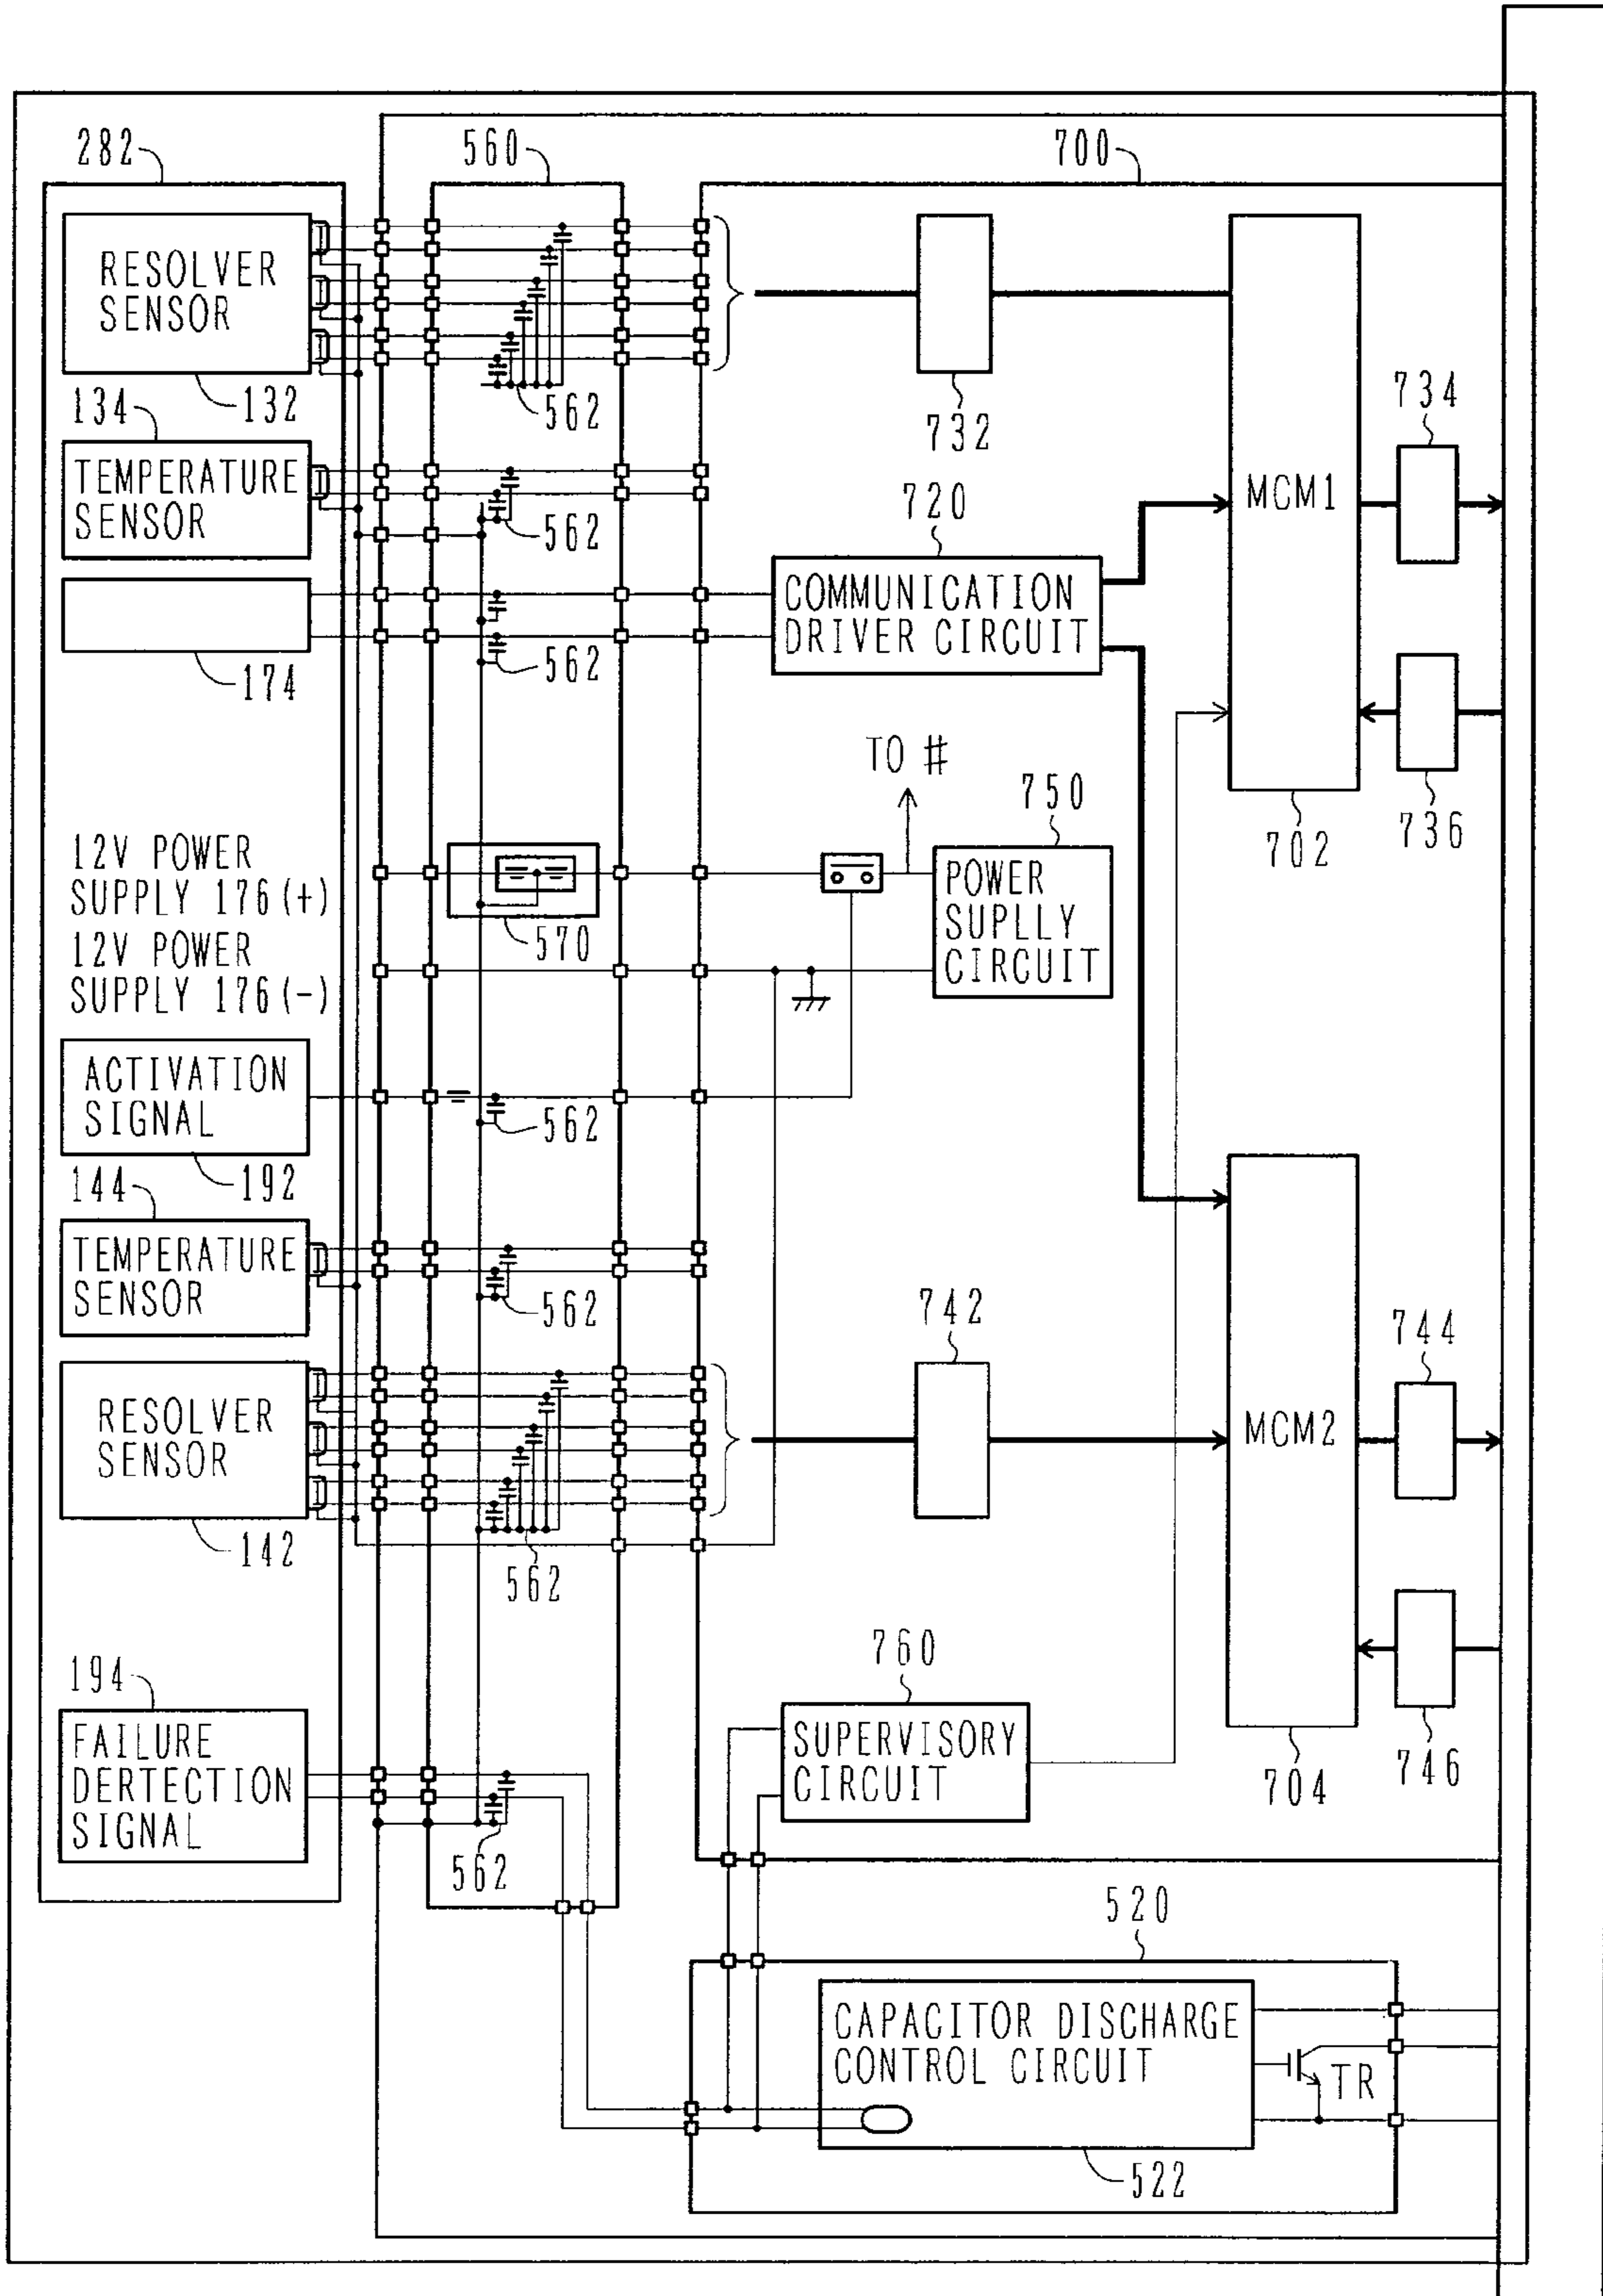 282
560
700
RESOLVER
SENSOR
132
562
732
734
134
TEMPERATURE
SENSOR
562
720
MCM1
COMMUNICATION
DRIVER CIRCUIT
174
562
TO #
750
702
736
12V POWER
SUPPLY 176(+)
12V POWER
SUPPLY 176(-)
570
POWER
SUPLLY
CIRCUIT
ACTIVATION
SIGNAL
192
562
144
TEMPERATURE
SENSOR
562
742
744
RESOLVER
SENSOR
142
562
MCM2
194
760
FAILURE
DERTECTION
SIGNAL
562
SUPERVISORY
CIRCUIT
704
746
520
CAPACITOR DISCHARGE
CONTROL CIRCUIT
TR
522